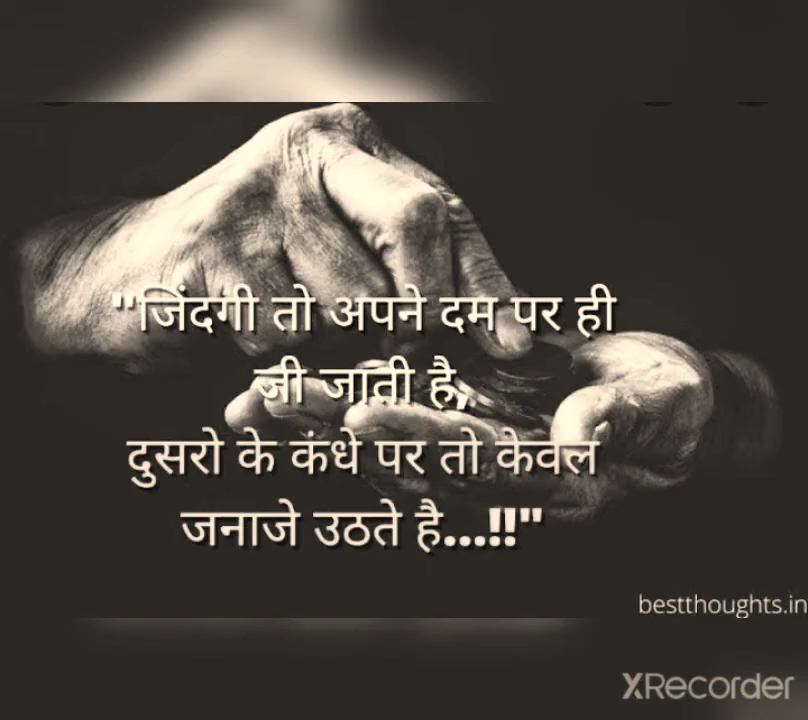 "जिंदगी तो अपने दम पर ही
जी जाती है,
दुसरो के कंधे पर तो केवल
जनाजे उठते है...!!"
bestthoughts.in
XRecorder